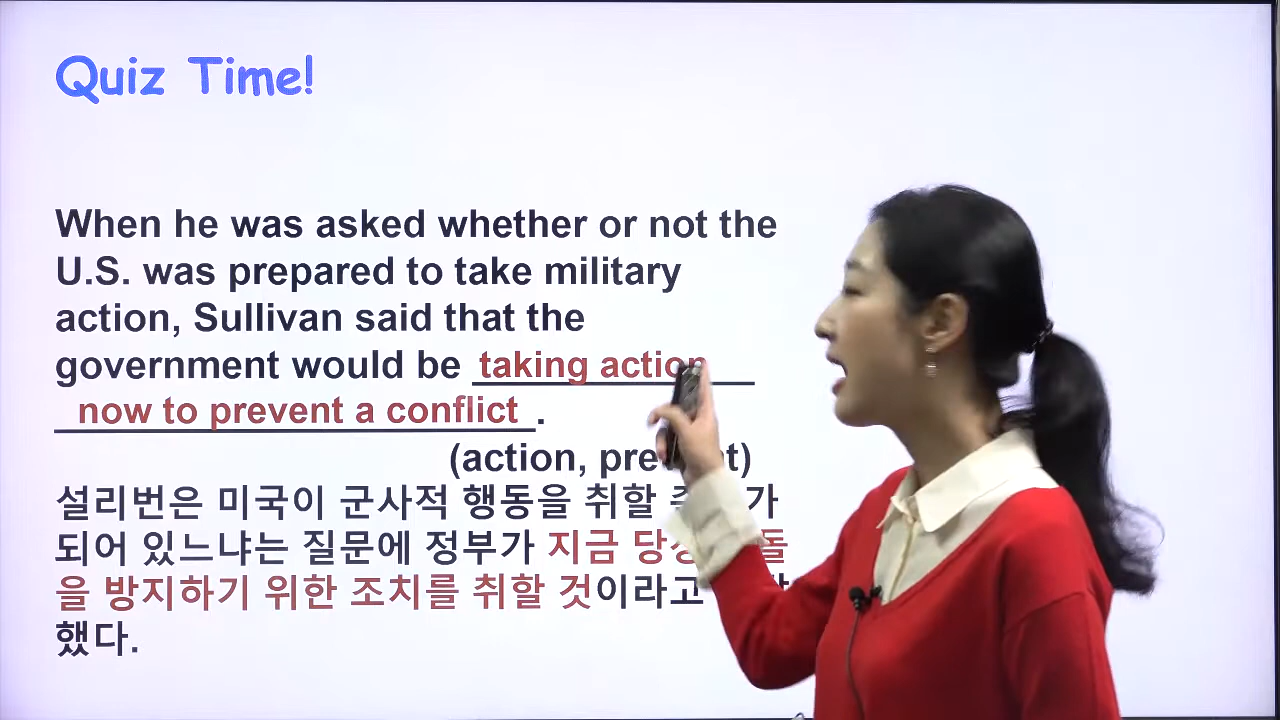 Quiz Time!
When he was asked whether or not the
U.S. was prepared to take military
action, Sullivan said that the
government would be taking action
now to prevent a conflict.
(action,
설리번은 미국이 군사적 행동을 취할 가
되어 있느냐는 질문에 정부가 지금
을 방지하기 위한 조치를 취할 것이라고
했다.